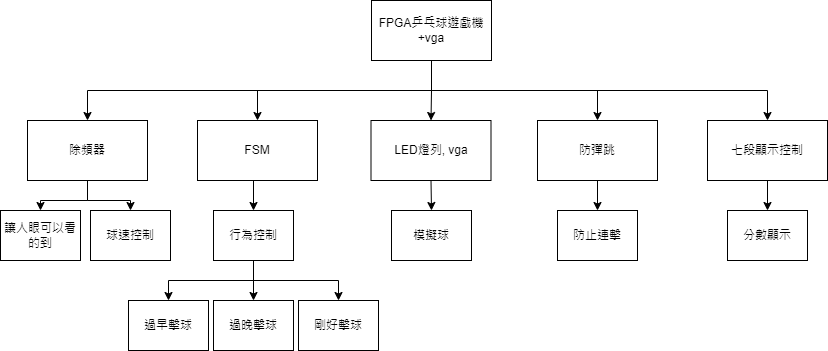 FPGA乒乓球遊戲機
+vga
除頻器
FSM
LED燈列, vga
防彈跳
七段顯示控制
讓人眼可以看
的到
球速控制
行為控制
模擬球
防止連擊
分數顯示
過早擊球
過晚擊球
剛好擊球